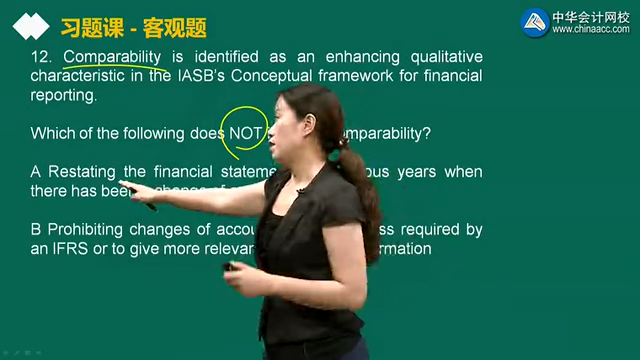 习题课 - 客观题
中华会计网校
www.chinaacc.com
12. Comparability is identified as an enhancing qualitative
characteristic in the IASB's Conceptual framework for financial
reporting.
Which of the following does NOT comparability?
A Restating the financial years when
there has been
B Prohibiting changes of required by
an IFRS or to give more